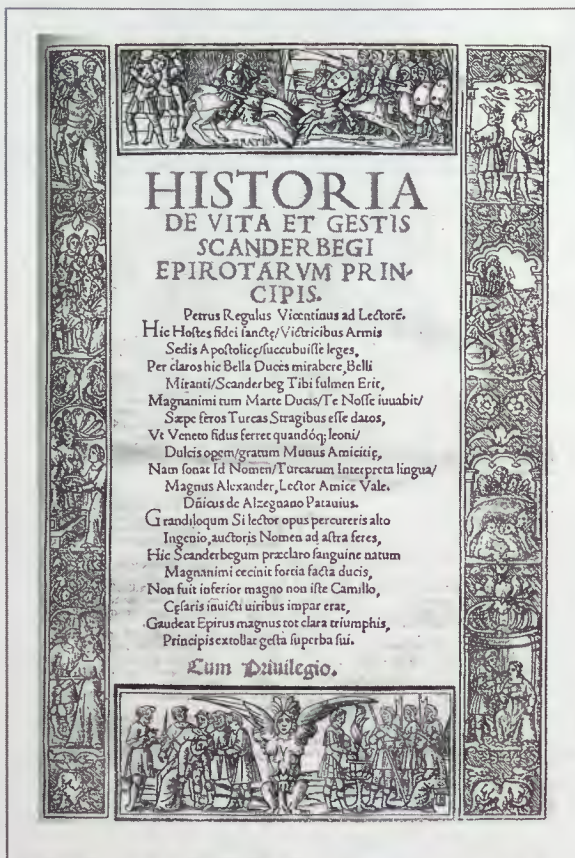 GRATIEN
HISTORIA
DE VITA ET GESTIS
SCANDERBEGI
EPIROTARVM PRIN-
CIPIS.
Petrus Regulus Vicentinus ad Lectorē.
Hic Hostes fidei sanctę/Victricibus Armis
Sedis Apostolicę/succubuisse leges,
Per claros hic Bella Duces mirabere, Belli
Miranti/Scanderbeg Tibi fulmen Erit,
Magnanimi tum Marte Ducis/Te Nosse iuuabit/
Sæpe feros Turcas Stragibus esse datos,
Vt Veneto fidus ferret quandóq; leoni/
Dulcis opem/gratum Munus Amicitię,
Nam sonat Id Nomen/Turcarum Interpreta lingua/
Magnus Alexander, Lector Amice Vale.
Dñicus de Alzegnano Patauius.
Grandiloquum Si lector opus percureris alto
Ingenio, auctoris Nomen ad astra feres,
Hic Scanderbegum præclaro sanguine natum
Magnanimi cecinit fortia facta ducis,
Non fuit inferior magno non iste Camillo,
Cęsaris inuicti uiribus impar erat,
Gaudeat Epirus magnus tot clara triumphis,
Principis extollat gesta superba sui.
Cum Priuilegio.